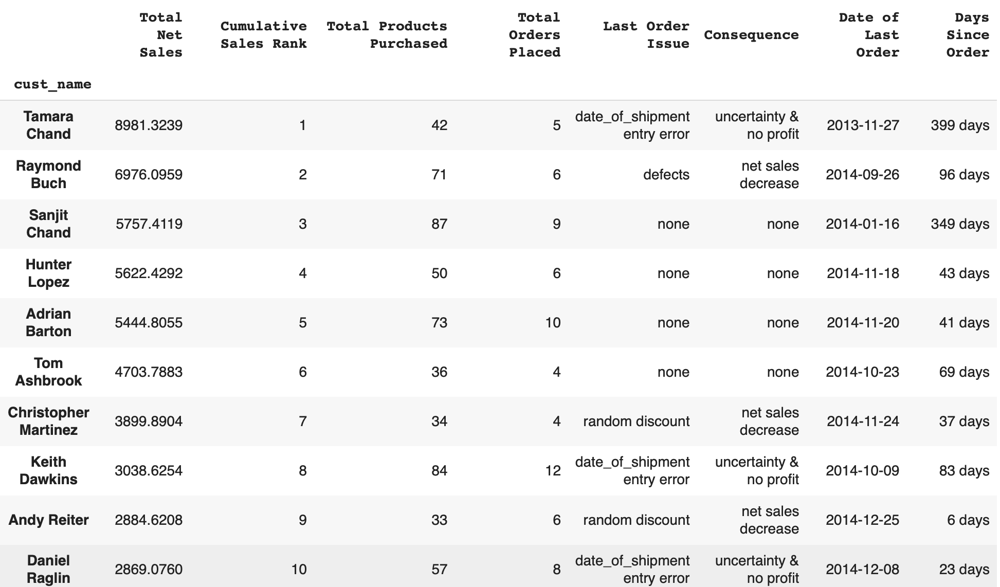 Total Net Sales Cumulative Sales Rank Total Products Purchased Total Orders Placed Last Order Issue Consequence Date of Last Order Days Since Order
cust_name
Tamara Chand 8981.3239 1 42 5 date_of_shipment entry error uncertainty & no profit 2013-11-27 399 days
Raymond Buch 6976.0959 2 71 6 defects net sales decrease 2014-09-26 96 days
Sanjit Chand 5757.4119 3 87 9 none none 2014-01-16 349 days
Hunter Lopez 5622.4292 4 50 6 none none 2014-11-18 43 days
Adrian Barton 5444.8055 5 73 10 none none 2014-11-20 41 days
Tom Ashbrook 4703.7883 6 36 4 none none 2014-10-23 69 days
Christopher Martinez 3899.8904 7 34 4 random discount net sales decrease 2014-11-24 37 days
Keith Dawkins 3038.6254 8 84 12 date_of_shipment entry error uncertainty & no profit 2014-10-09 83 days
Andy Reiter 2884.6208 9 33 6 random discount net sales decrease 2014-12-25 6 days
Daniel Raglin 2869.0760 10 57 8 date_of_shipment entry error uncertainty & no profit 2014-12-08 23 days